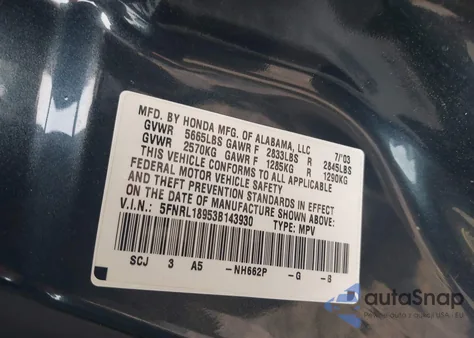 MFD. BY HONDA MFG. OF ALABAMA, LLC 7/'03
GVWR 5665LBS GAWR F 2833LBS R 2845LBS
GVWR 2570KG GAWR F 1285KG R 1290KG
THIS VEHICLE CONFORMS TO ALL APPLICABLE
FEDERAL MOTOR VEHICLE SAFETY
AND THEFT PREVENTION STANDARDS IN EFFECT
ON THE DATE OF MANUFACTURE SHOWN ABOVE:
V.I.N.: 5FNRL18953B143930 TYPE: MPV
SCJ 3 A5 -NH662P -G -8
autaSnap